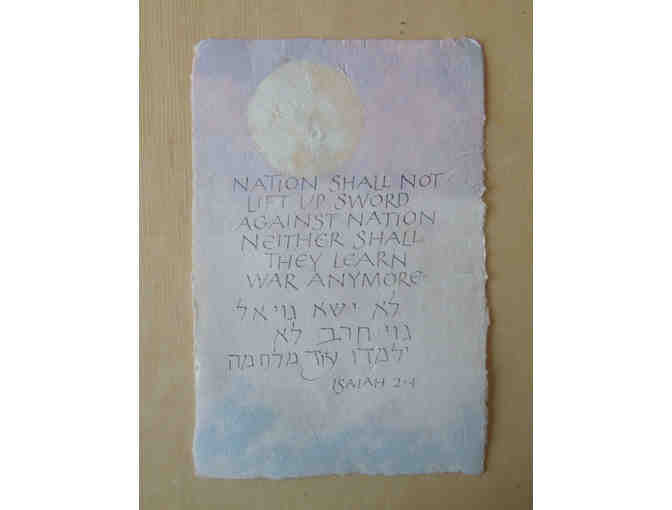 NATION SHALL NOT
LIFT UP SWORD
AGAINST NATION
NEITHER SHALL
THEY LEARN
WAR ANYMORE
לא ישא גוי אל
גוי חרב לא
ילמדו עוד מלחמה
ISAIAH 2·4